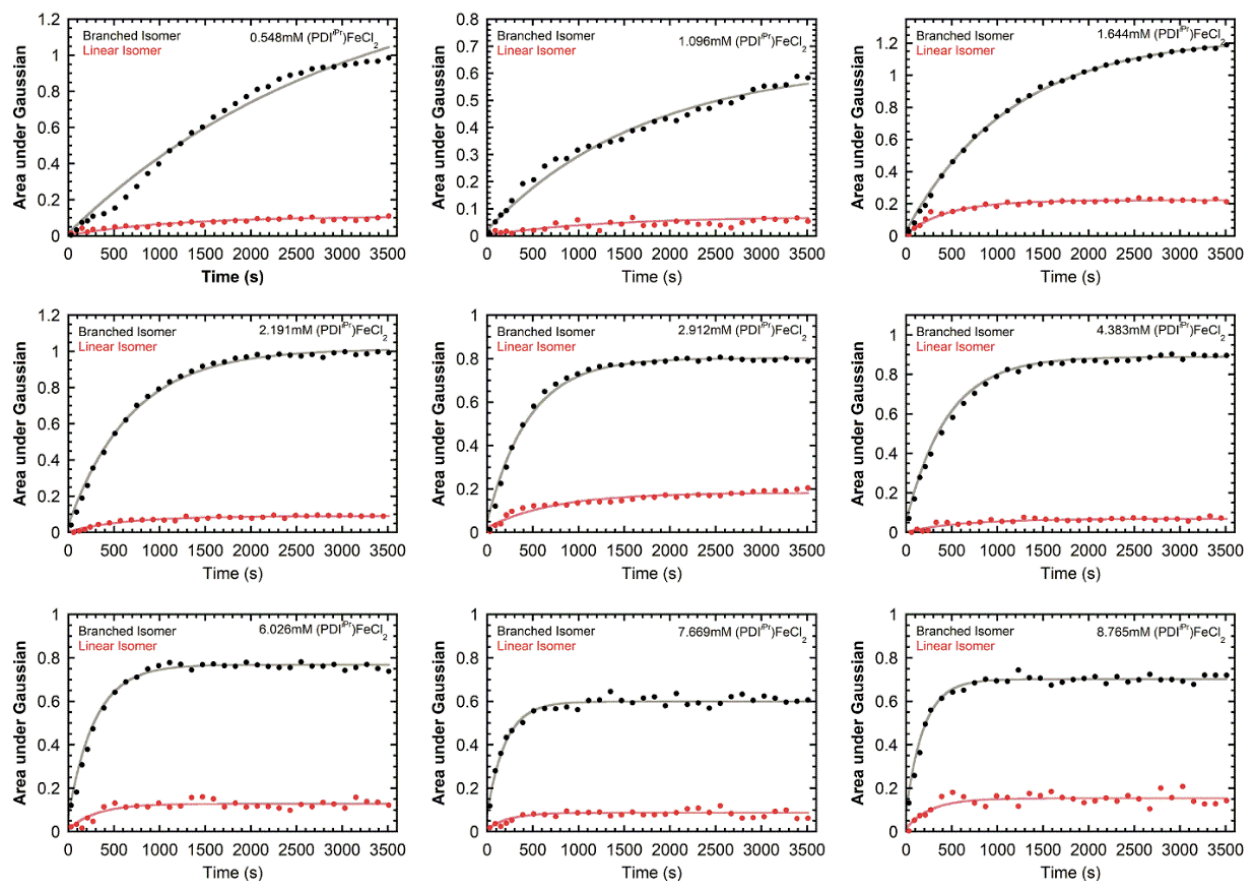 Branched Isomer
Linear Isomer
0.548mM (PDI^iPr)FeCl₂
Area under Gaussian
1.2
1
0.8
0.6
0.4
0.2
0
0 500 1000 1500 2000 2500 3000 3500
Time (s)
Branched Isomer
Linear Isomer
1.096mM (PDI^iPr)FeCl₂
Area under Gaussian
0.8
0.7
0.6
0.5
0.4
0.3
0.2
0.1
0
0 500 1000 1500 2000 2500 3000 3500
Time (s)
Branched Isomer
Linear Isomer
1.644mM (PDI^iPr)FeCl₂
Area under Gaussian
1.2
1
0.8
0.6
0.4
0.2
0
0 500 1000 1500 2000 2500 3000 3500
Time (s)
Branched Isomer
Linear Isomer
2.191mM (PDI^iPr)FeCl₂
Area under Gaussian
1.2
1
0.8
0.6
0.4
0.2
0
0 500 1000 1500 2000 2500 3000 3500
Time (s)
Branched Isomer
Linear Isomer
2.912mM (PDI^iPr)FeCl₂
Area under Gaussian
1
0.8
0.6
0.4
0.2
0
0 500 1000 1500 2000 2500 3000 3500
Time (s)
Branched Isomer
Linear Isomer
4.383mM (PDI^iPr)FeCl₂
Area under Gaussian
1
0.8
0.6
0.4
0.2
0
0 500 1000 1500 2000 2500 3000 3500
Time (s)
Branched Isomer
Linear Isomer
6.026mM (PDI^iPr)FeCl₂
Area under Gaussian
1
0.8
0.6
0.4
0.2
0
0 500 1000 1500 2000 2500 3000 3500
Time (s)
Branched Isomer
Linear Isomer
7.669mM (PDI^iPr)FeCl₂
Area under Gaussian
1
0.8
0.6
0.4
0.2
0
0 500 1000 1500 2000 2500 3000 3500
Time (s)
Branched Isomer
Linear Isomer
8.765mM (PDI^iPr)FeCl₂
Area under Gaussian
1
0.8
0.6
0.4
0.2
0
0 500 1000 1500 2000 2500 3000 3500
Time (s)